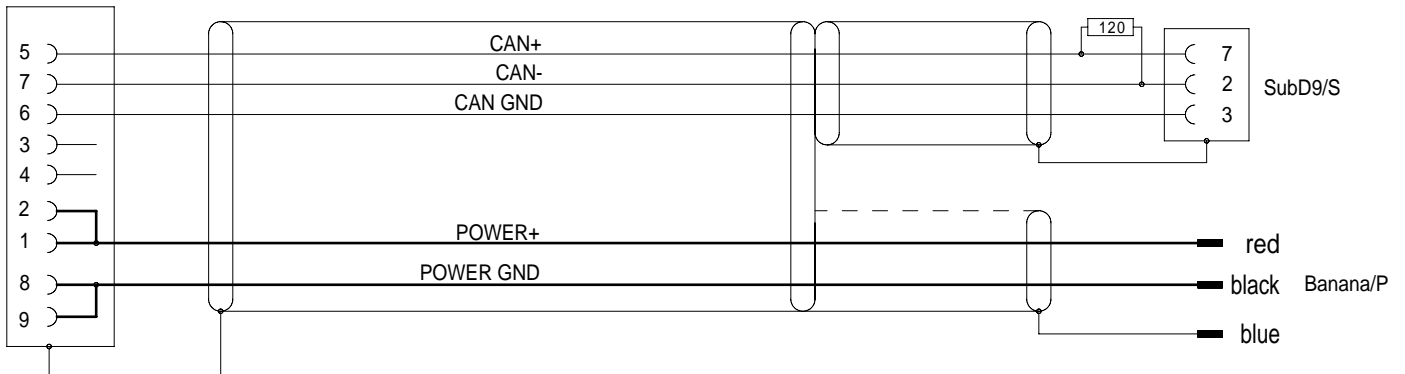 120
5 CAN+ 7
7 CAN- 2 SubD9/S
6 CAN GND 3
3
4
2
1 POWER+ red
8 POWER GND black Banana/P
9
blue